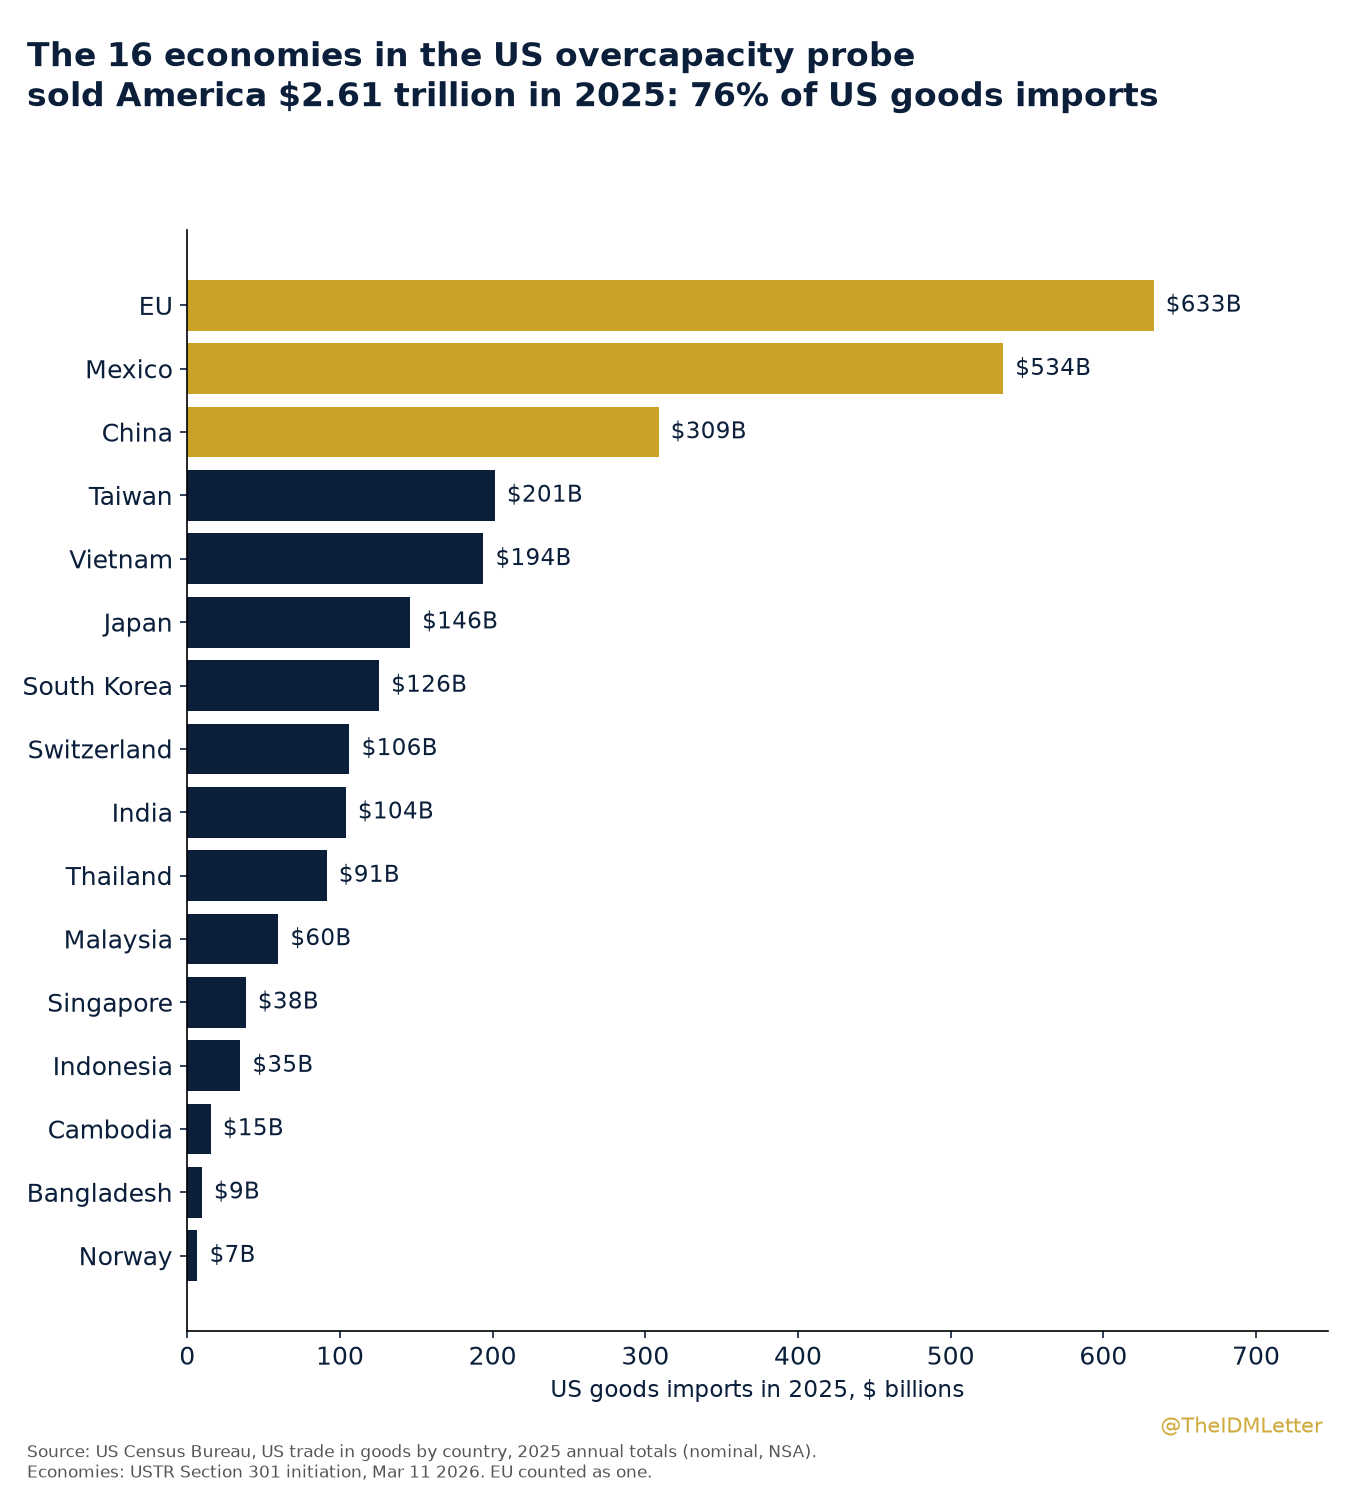 The 16 economies in the US overcapacity probe
sold America $2.61 trillion in 2025: 76% of US goods imports
EU $633B
Mexico $534B
China $309B
Taiwan $201B
Vietnam $194B
Japan $146B
South Korea $126B
Switzerland $106B
India $104B
Thailand $91B
Malaysia $60B
Singapore $38B
Indonesia $35B
Cambodia $15B
Bangladesh $9B
Norway $7B
0 100 200 300 400 500 600 700
US goods imports in 2025, $ billions
@TheIDMLetter
Source: US Census Bureau, US trade in goods by country, 2025 annual totals (nominal, NSA).
Economies: USTR Section 301 initiation, Mar 11 2026. EU counted as one.